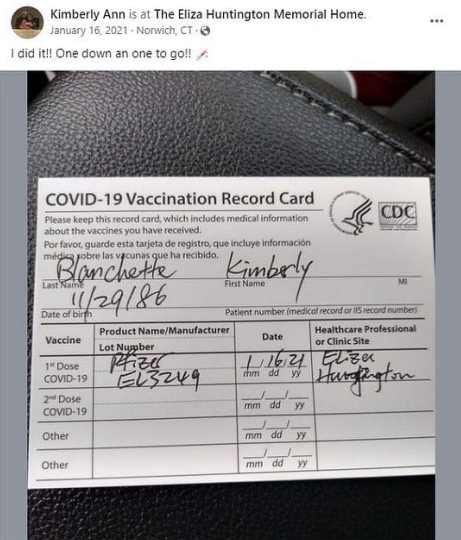 Kimberly Ann is at The Eliza Huntington Memorial Home.
January 16, 2021 · Norwich, CT ·
I did it!! One down an one to go!!
COVID-19 Vaccination Record Card
Please keep this record card, which includes medical information
about the vaccines you have received.
Por favor, guarde esta tarjeta de registro, que incluye información
médica sobre las vacunas que ha recibido.
CDC
Blanchette Kimberly
Last Name First Name MI
11/29/86
Date of birth Patient number (medical record or IIS record number)
Vaccine
Product Name/Manufacturer
Lot Number
Date
Healthcare Professional
or Clinic Site
1st Dose
COVID-19
Pfizer
EL3249
1/16/21
mm dd yy
Eliza
Huntington
2nd Dose
COVID-19
mm dd yy
Other
mm dd yy
Other
mm dd yy